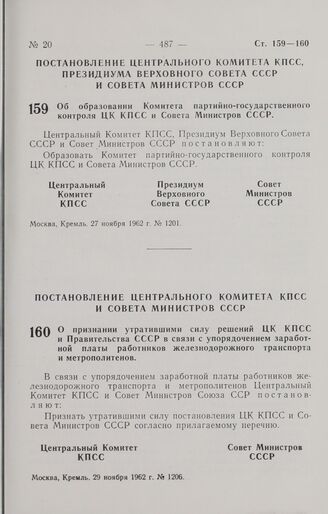 № 20 — 487 — Ст. 159—160
ПОСТАНОВЛЕНИЕ ЦЕНТРАЛЬНОГО КОМИТЕТА КПСС,
ПРЕЗИДИУМА ВЕРХОВНОГО СОВЕТА СССР
И СОВЕТА МИНИСТРОВ СССР
159 Об образовании Комитета партийно-государственного
контроля ЦК КПСС и Совета Министров СССР.
Центральный Комитет КПСС, Президиум Верховного Совета
СССР и Совет Министров СССР постановляют:
Образовать Комитет партийно-государственного контроля
ЦК КПСС и Совета Министров СССР.
Центральный Президиум Совет
Комитет Верховного Министров
КПСС Совета СССР СССР
Москва, Кремль. 27 ноября 1962 г. № 1201.
ПОСТАНОВЛЕНИЕ ЦЕНТРАЛЬНОГО КОМИТЕТА КПСС
И СОВЕТА МИНИСТРОВ СССР
160 О признании утратившими силу решений ЦК КПСС
и Правительства СССР в связи с упорядочением заработ-
ной платы работников железнодорожного транспорта
и метрополитенов.
В связи с упорядочением заработной платы работников же-
лезнодорожного транспорта и метрополитенов Центральный
Комитет КПСС и Совет Министров Союза ССР постанов-
ляют:
Признать утратившими силу постановления ЦК КПСС и Со-
вета Министров СССР согласно прилагаемому перечню.
Центральный Комитет Совет Министров
КПСС СССР
Москва, Кремль. 29 ноября 1962 г. № 1206.